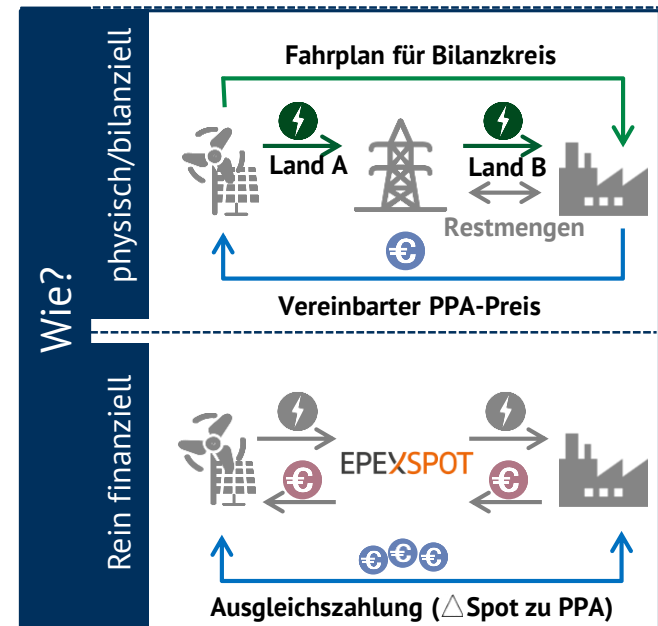 Wie?
physisch/bilanziell
Fahrplan für Bilanzkreis
Land A
Land B
Restmengen
€
Vereinbarter PPA-Preis
Rein finanziell
EPEXSPOT
€ €
€€€
Ausgleichszahlung (△Spot zu PPA)